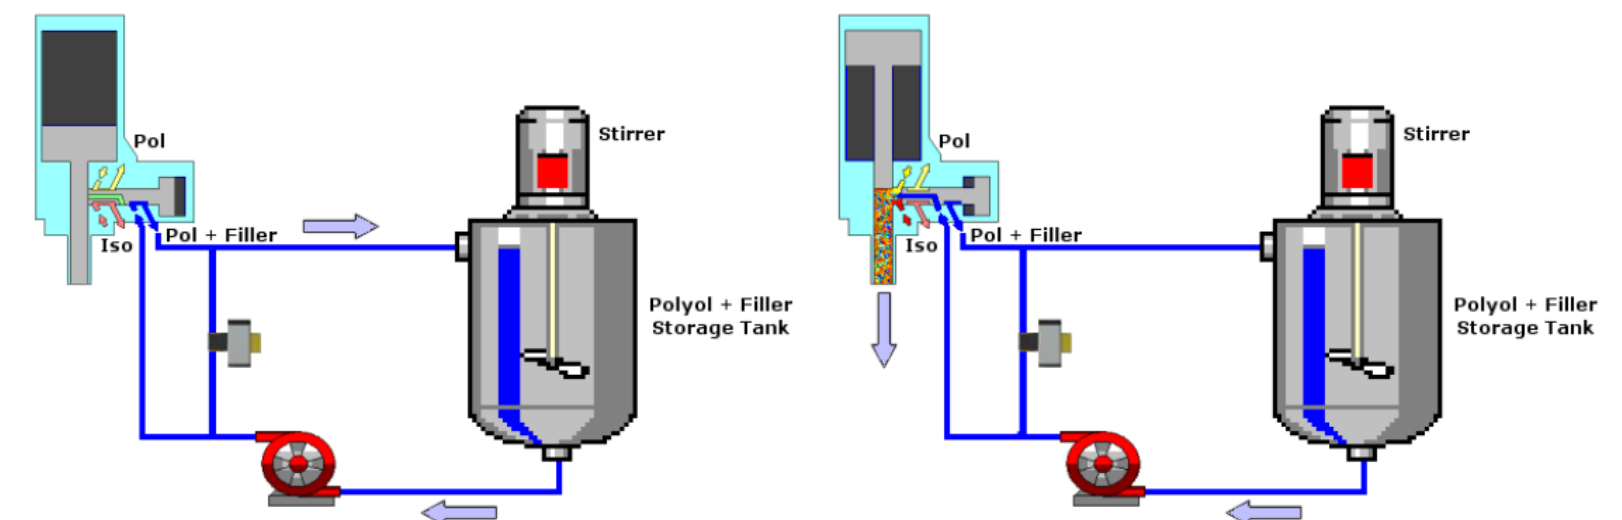 Pol
Stirrer
Iso
Pol + Filler
Polyol + Filler
Storage Tank
Pol
Stirrer
Iso
Pol + Filler
Polyol + Filler
Storage Tank